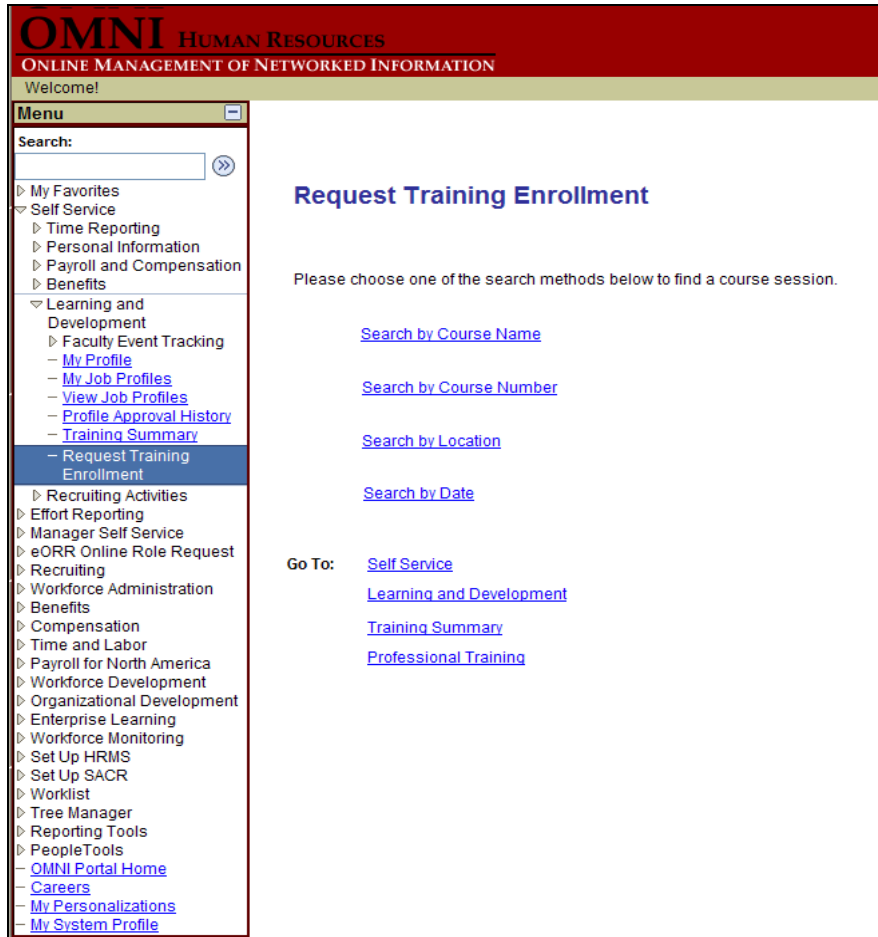 OMNI HUMAN RESOURCES
ONLINE MANAGEMENT OF NETWORKED INFORMATION
Welcome!
Menu
Search:
My Favorites
Self Service
Time Reporting
Personal Information
Payroll and Compensation
Benefits
Learning and
Development
Faculty Event Tracking
My Profile
My Job Profiles
View Job Profiles
Profile Approval History
Training Summary
Request Training
Enrollment
Recruiting Activities
Effort Reporting
Manager Self Service
eORR Online Role Request
Recruiting
Workforce Administration
Benefits
Compensation
Time and Labor
Payroll for North America
Workforce Development
Organizational Development
Enterprise Learning
Workforce Monitoring
Set Up HRMS
Set Up SACR
Worklist
Tree Manager
Reporting Tools
PeopleTools
OMNI Portal Home
Careers
My Personalizations
My System Profile
Request Training Enrollment
Please choose one of the search methods below to find a course session.
Search by Course Name
Search by Course Number
Search by Location
Search by Date
Go To: Self Service
Learning and Development
Training Summary
Professional Training